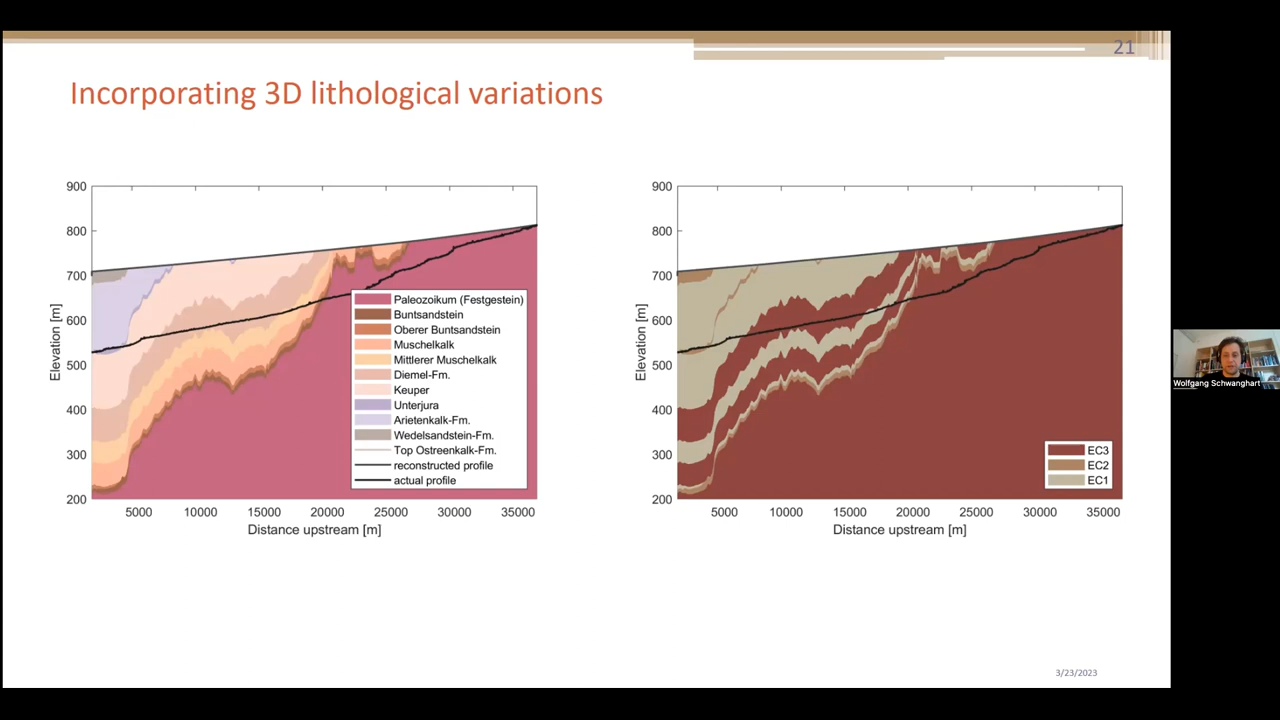 21
Incorporating 3D lithological variations
900
800
700
600
500
400
300
200
Elevation [m]
5000 10000 15000 20000 25000 30000 35000
Distance upstream [m]
Paleozoikum (Festgestein)
Buntsandstein
Oberer Buntsandstein
Muschelkalk
Mittlerer Muschelkalk
Diemel-Fm.
Keuper
Unterjura
Arietenkalk-Fm.
Wedelsandstein-Fm.
Top Ostreenkalk-Fm.
reconstructed profile
actual profile
900
800
700
600
500
400
300
200
Elevation [m]
5000 10000 15000 20000 25000 30000 35000
Distance upstream [m]
EC3
EC2
EC1
Wolfgang Schwanghart
3/23/2023